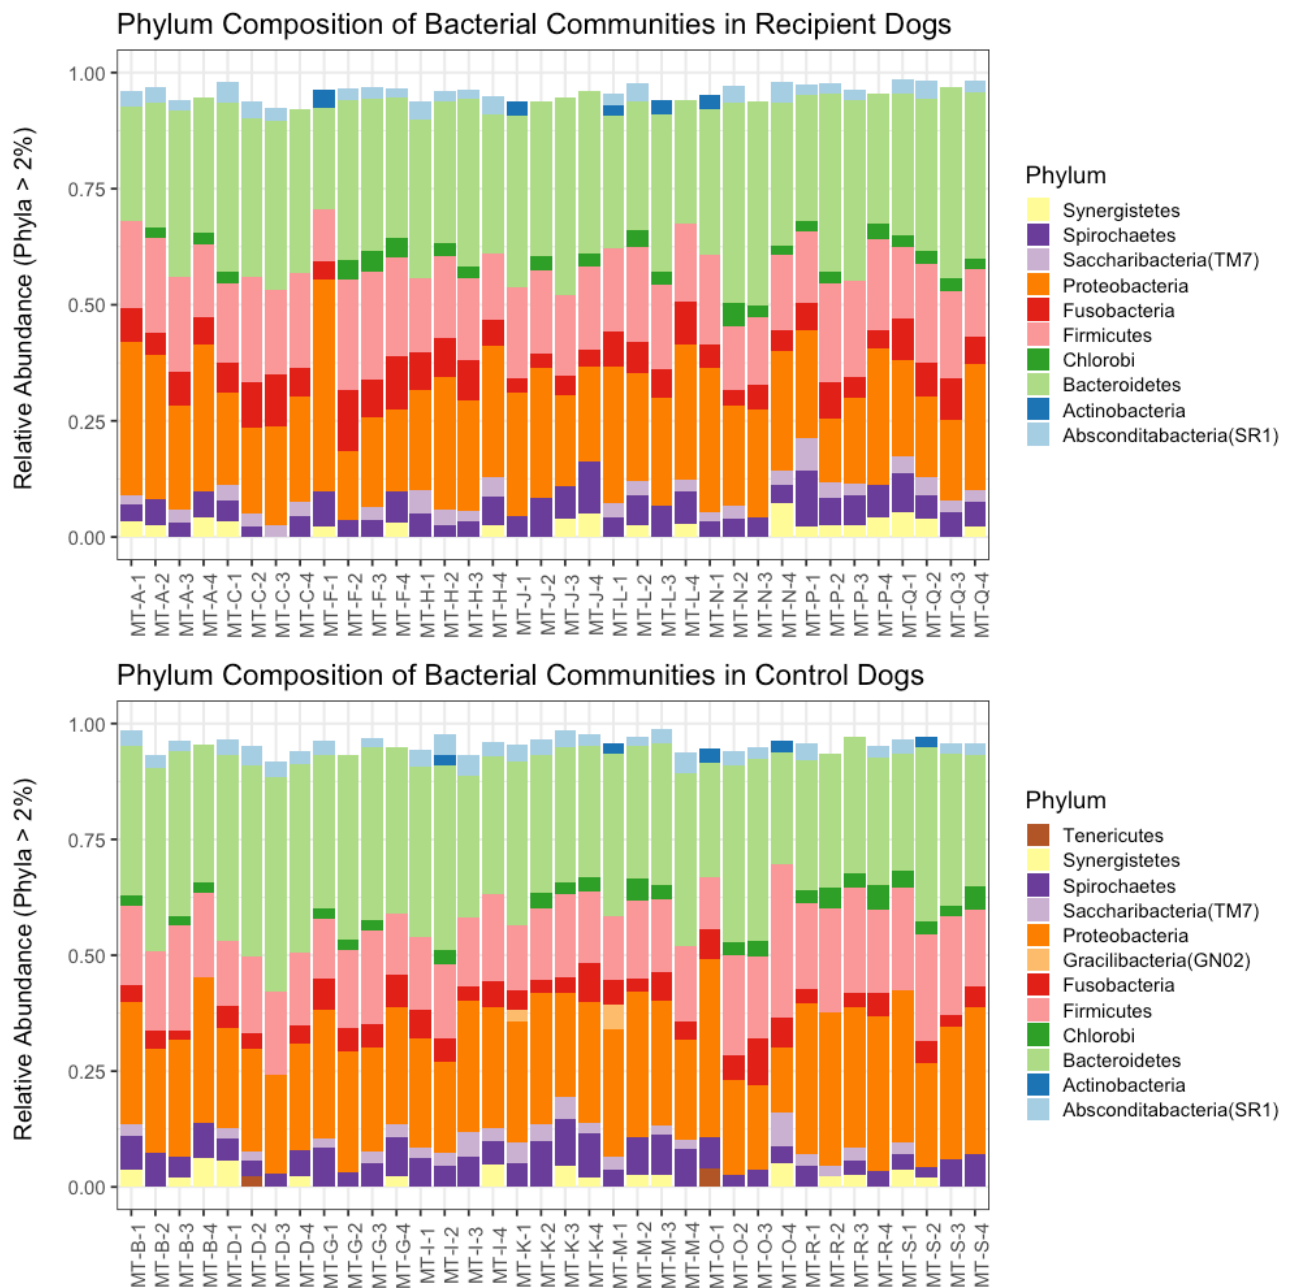 Phylum Composition of Bacterial Communities in Recipient Dogs
Relative Abundance (Phyla > 2%)
1.00
0.75
0.50
0.25
0.00
MT-A-1
MT-A-2
MT-A-3
MT-A-4
MT-C-1
MT-C-2
MT-C-3
MT-C-4
MT-F-1
MT-F-2
MT-F-3
MT-F-4
MT-H-1
MT-H-2
MT-H-3
MT-H-4
MT-J-1
MT-J-2
MT-J-3
MT-J-4
MT-L-1
MT-L-2
MT-L-3
MT-L-4
MT-N-1
MT-N-2
MT-N-3
MT-N-4
MT-P-1
MT-P-2
MT-P-3
MT-P-4
MT-Q-1
MT-Q-2
MT-Q-3
MT-Q-4
Phylum
Synergistetes
Spirochaetes
Saccharibacteria(TM7)
Proteobacteria
Fusobacteria
Firmicutes
Chlorobi
Bacteroidetes
Actinobacteria
Absconditabacteria(SR1)
Phylum Composition of Bacterial Communities in Control Dogs
Relative Abundance (Phyla > 2%)
1.00
0.75
0.50
0.25
0.00
MT-B-1
MT-B-2
MT-B-3
MT-B-4
MT-D-1
MT-D-2
MT-D-3
MT-D-4
MT-G-1
MT-G-2
MT-G-3
MT-G-4
MT-I-1
MT-I-2
MT-I-3
MT-I-4
MT-K-1
MT-K-2
MT-K-3
MT-K-4
MT-M-1
MT-M-2
MT-M-3
MT-M-4
MT-O-1
MT-O-2
MT-O-3
MT-O-4
MT-R-1
MT-R-2
MT-R-3
MT-R-4
MT-S-1
MT-S-2
MT-S-3
MT-S-4
Phylum
Tenericutes
Synergistetes
Spirochaetes
Saccharibacteria(TM7)
Proteobacteria
Gracilibacteria(GN02)
Fusobacteria
Firmicutes
Chlorobi
Bacteroidetes
Actinobacteria
Absconditabacteria(SR1)